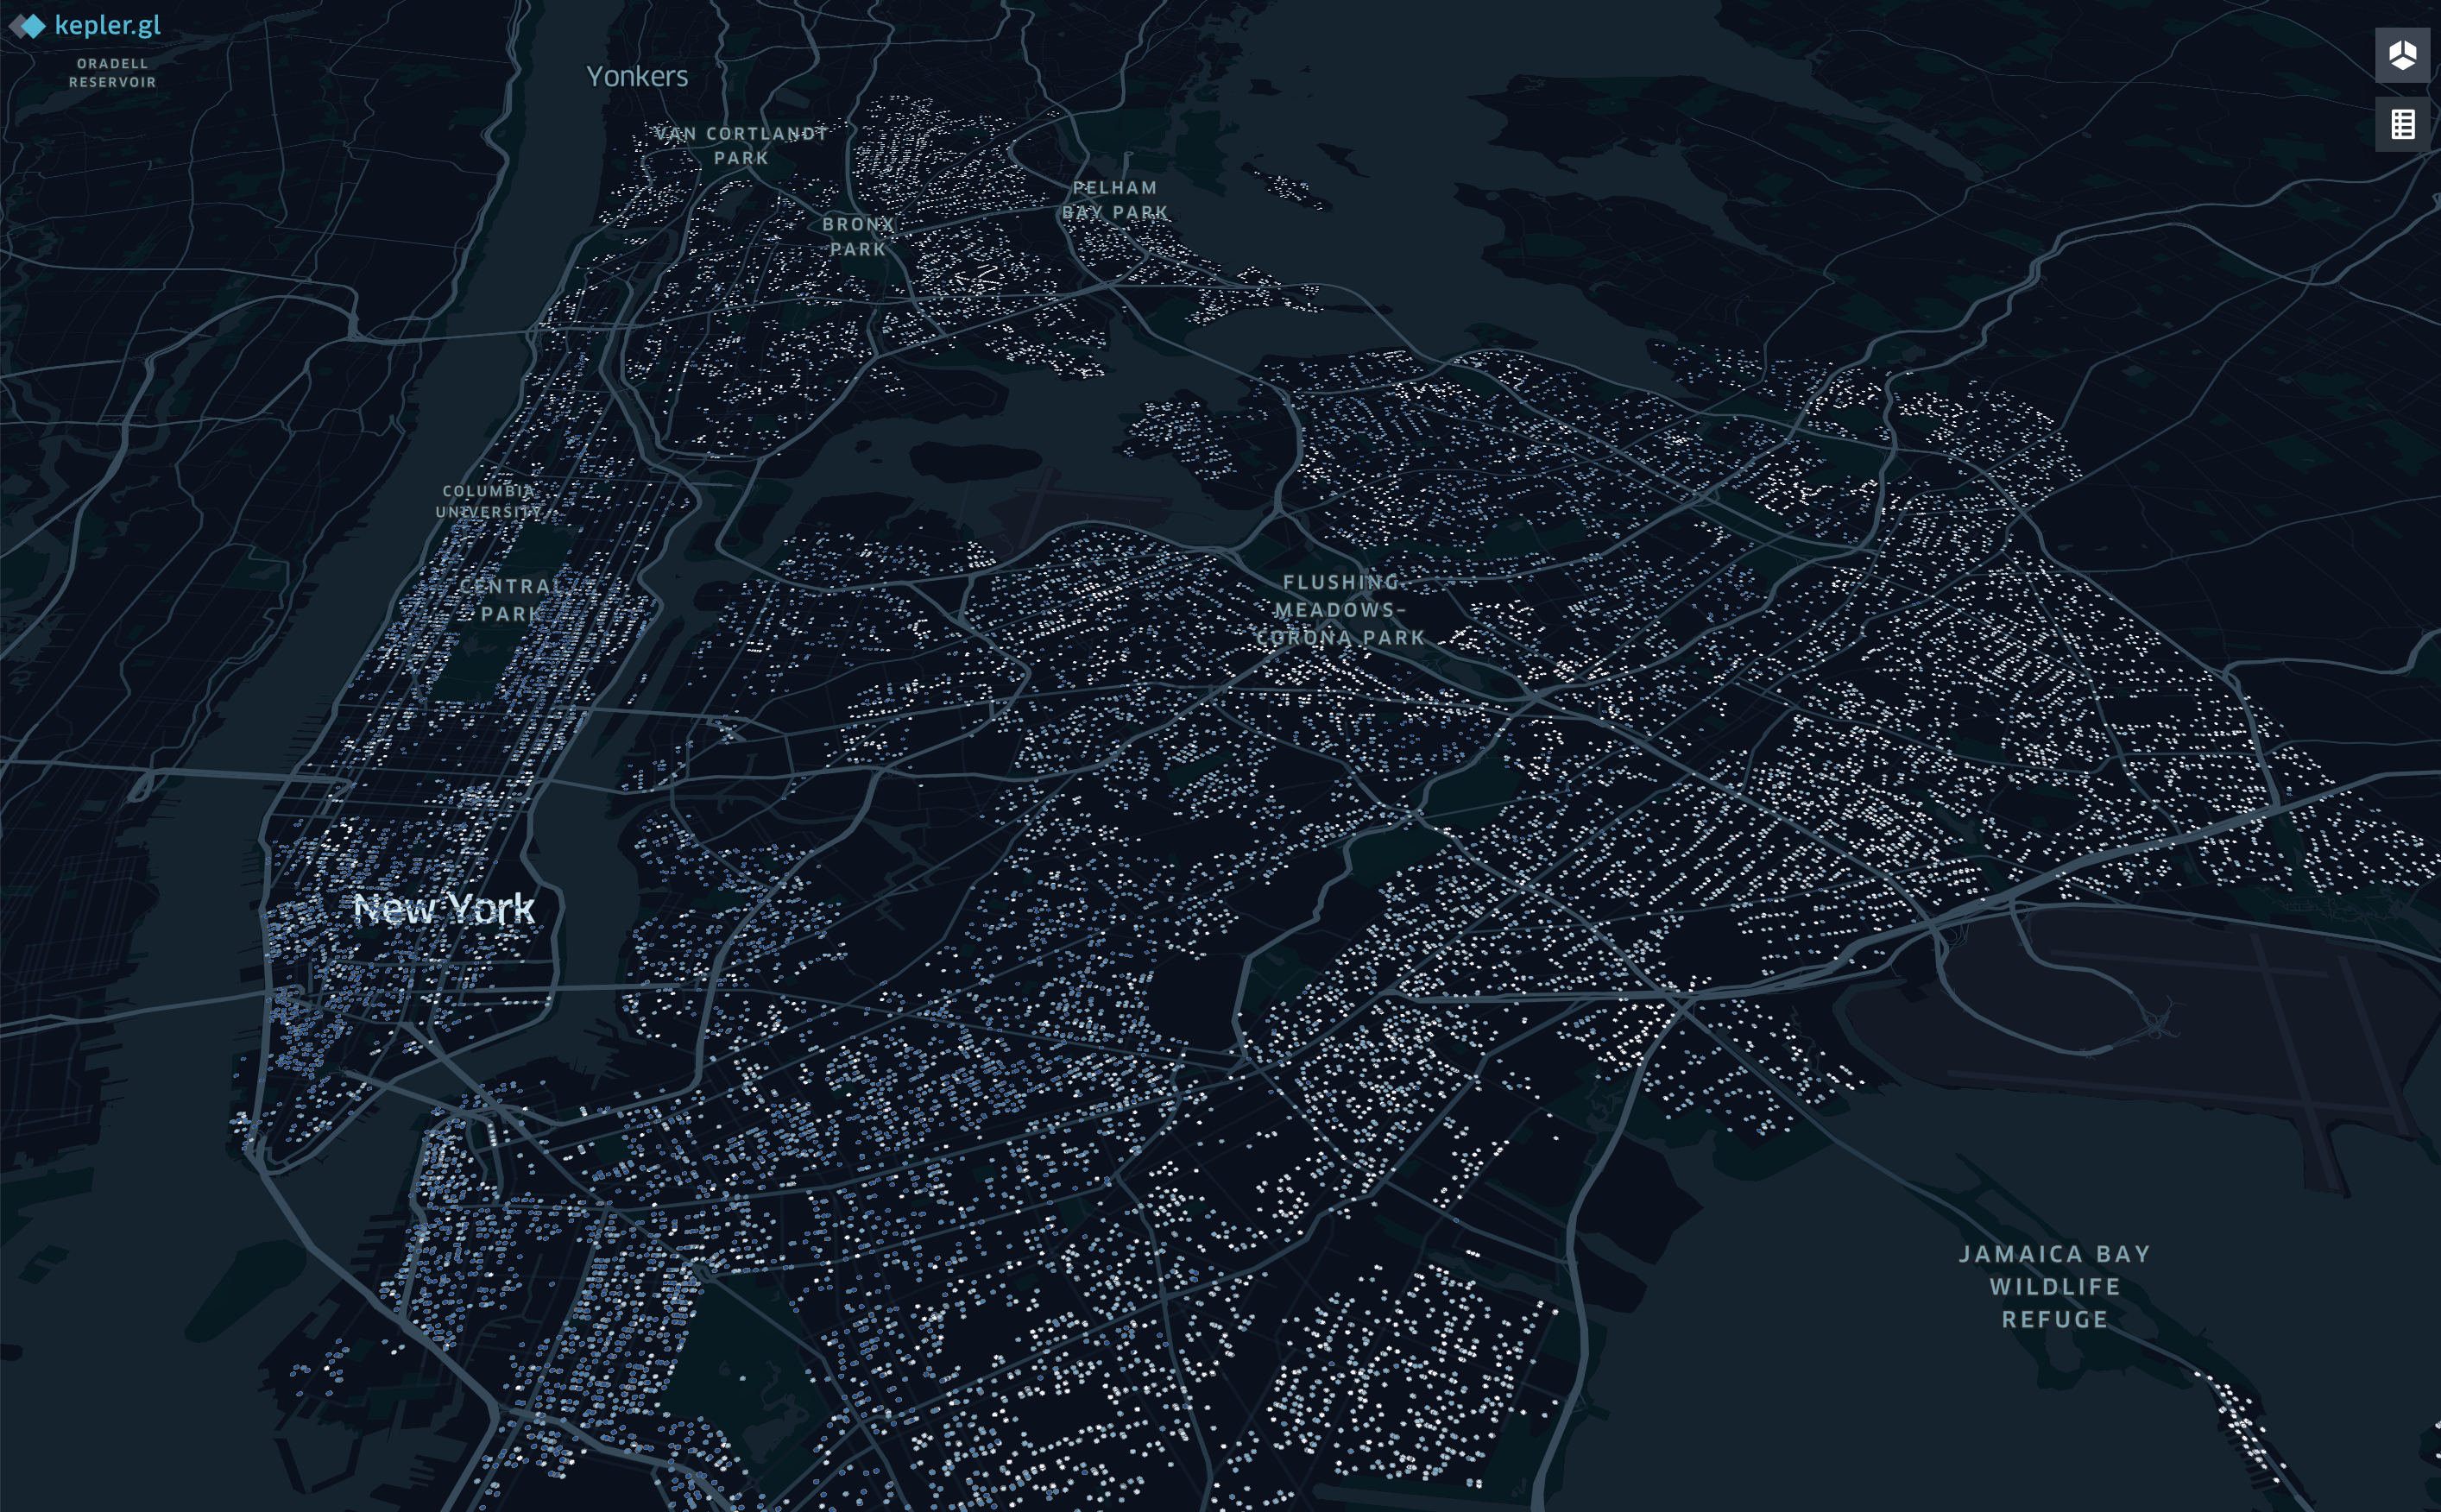 kepler.gl
ORADELL
RESERVOIR
Yonkers
VAN CORTLANDT
PARK
PELHAM
BAY PARK
BRONX
PARK
COLUMBIA
UNIVERSITY
CENTRAL
PARK
FLUSHING
MEADOWS–
CORONA PARK
New York
JAMAICA BAY
WILDLIFE
REFUGE